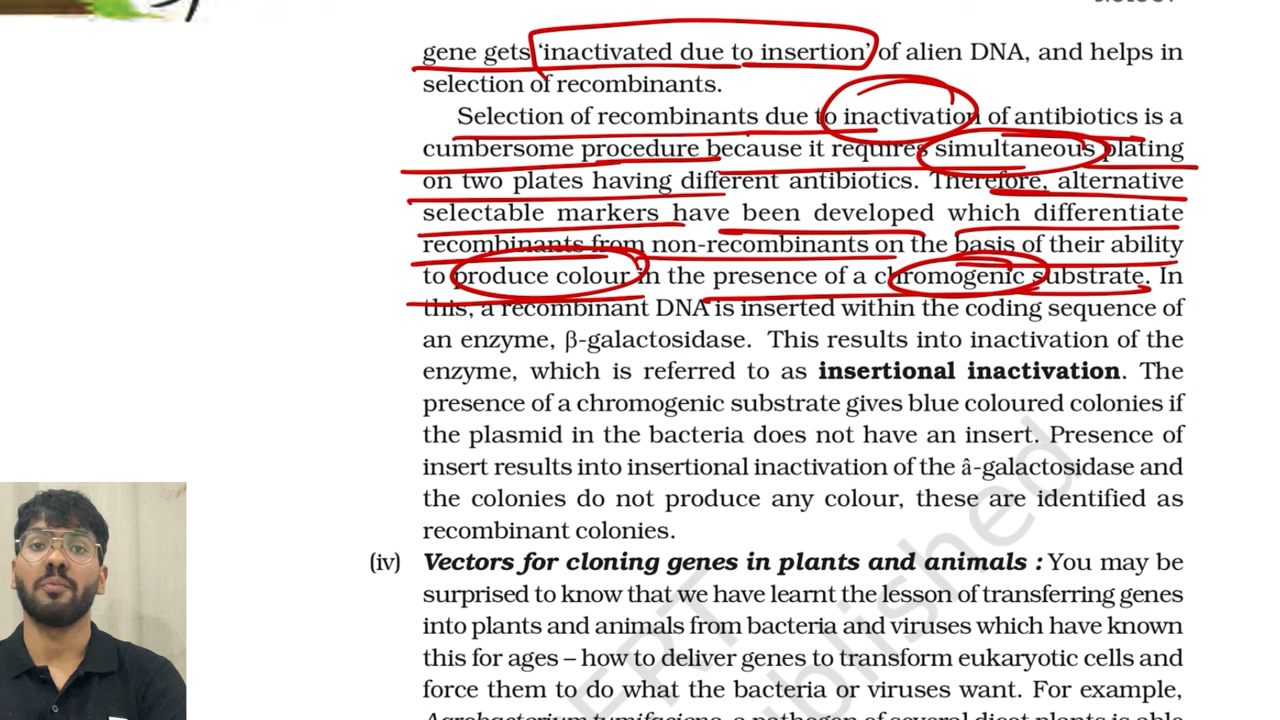 gene gets ‘inactivated due to insertion’ of alien DNA, and helps in
selection of recombinants.
Selection of recombinants due to inactivation of antibiotics is a
cumbersome procedure because it requires simultaneous plating
on two plates having different antibiotics. Therefore, alternative
selectable markers have been developed which differentiate
recombinants from non-recombinants on the basis of their ability
to produce colour in the presence of a chromogenic substrate. In
this, a recombinant DNA is inserted within the coding sequence of
an enzyme, β-galactosidase. This results into inactivation of the
enzyme, which is referred to as insertional inactivation. The
presence of a chromogenic substrate gives blue coloured colonies if
the plasmid in the bacteria does not have an insert. Presence of
insert results into insertional inactivation of the â-galactosidase and
the colonies do not produce any colour, these are identified as
recombinant colonies.
(iv) Vectors for cloning genes in plants and animals : You may be
surprised to know that we have learnt the lesson of transferring genes
into plants and animals from bacteria and viruses which have known
this for ages – how to deliver genes to transform eukaryotic cells and
force them to do what the bacteria or viruses want. For example,